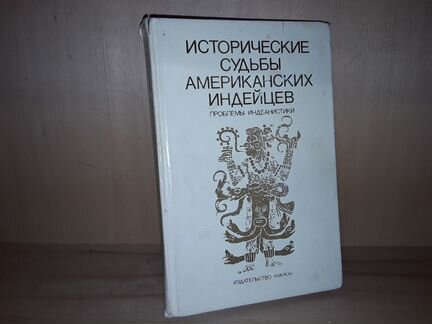 ИСТОРИЧЕСКИЕ
СУДЬБЫ
АМЕРИКАНСКИХ
ИНДЕЙЦЕВ
ПРОБЛЕМЫ ИНДЕАНИСТИКИ
ИЗДАТЕЛЬСТВО «НАУКА»